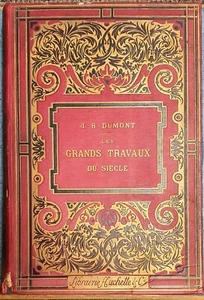 J. B. DUMONT
LES
GRANDS TRAVAUX
DU SIÈCLE
Librairie Hachette & Cie